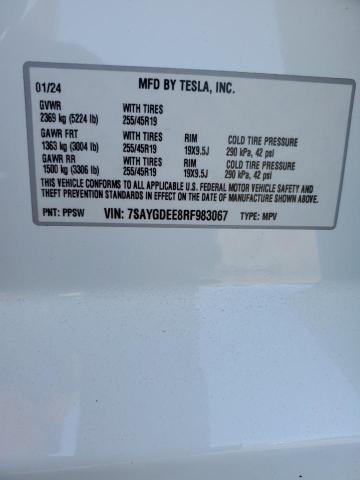 01/24 MFD BY TESLA, INC.
GVWR WITH TIRES
2369 kg (5224 lb) 255/45R19
GAWR FRT WITH TIRES RIM COLD TIRE PRESSURE
1363 kg (3004 lb) 255/45R19 19X9.5J 290 kPa, 42 psi
GAWR RR WITH TIRES RIM COLD TIRE PRESSURE
1500 kg (3306 lb) 255/45R19 19X9.5J 290 kPa, 42 psi
THIS VEHICLE CONFORMS TO ALL APPLICABLE U.S. FEDERAL MOTOR VEHICLE SAFETY AND
THEFT PREVENTION STANDARDS IN EFFECT ON THE DATE OF MANUFACTURE SHOWN ABOVE.
PNT: PPSW VIN: 7SAYGDEE8RF983067 TYPE: MPV